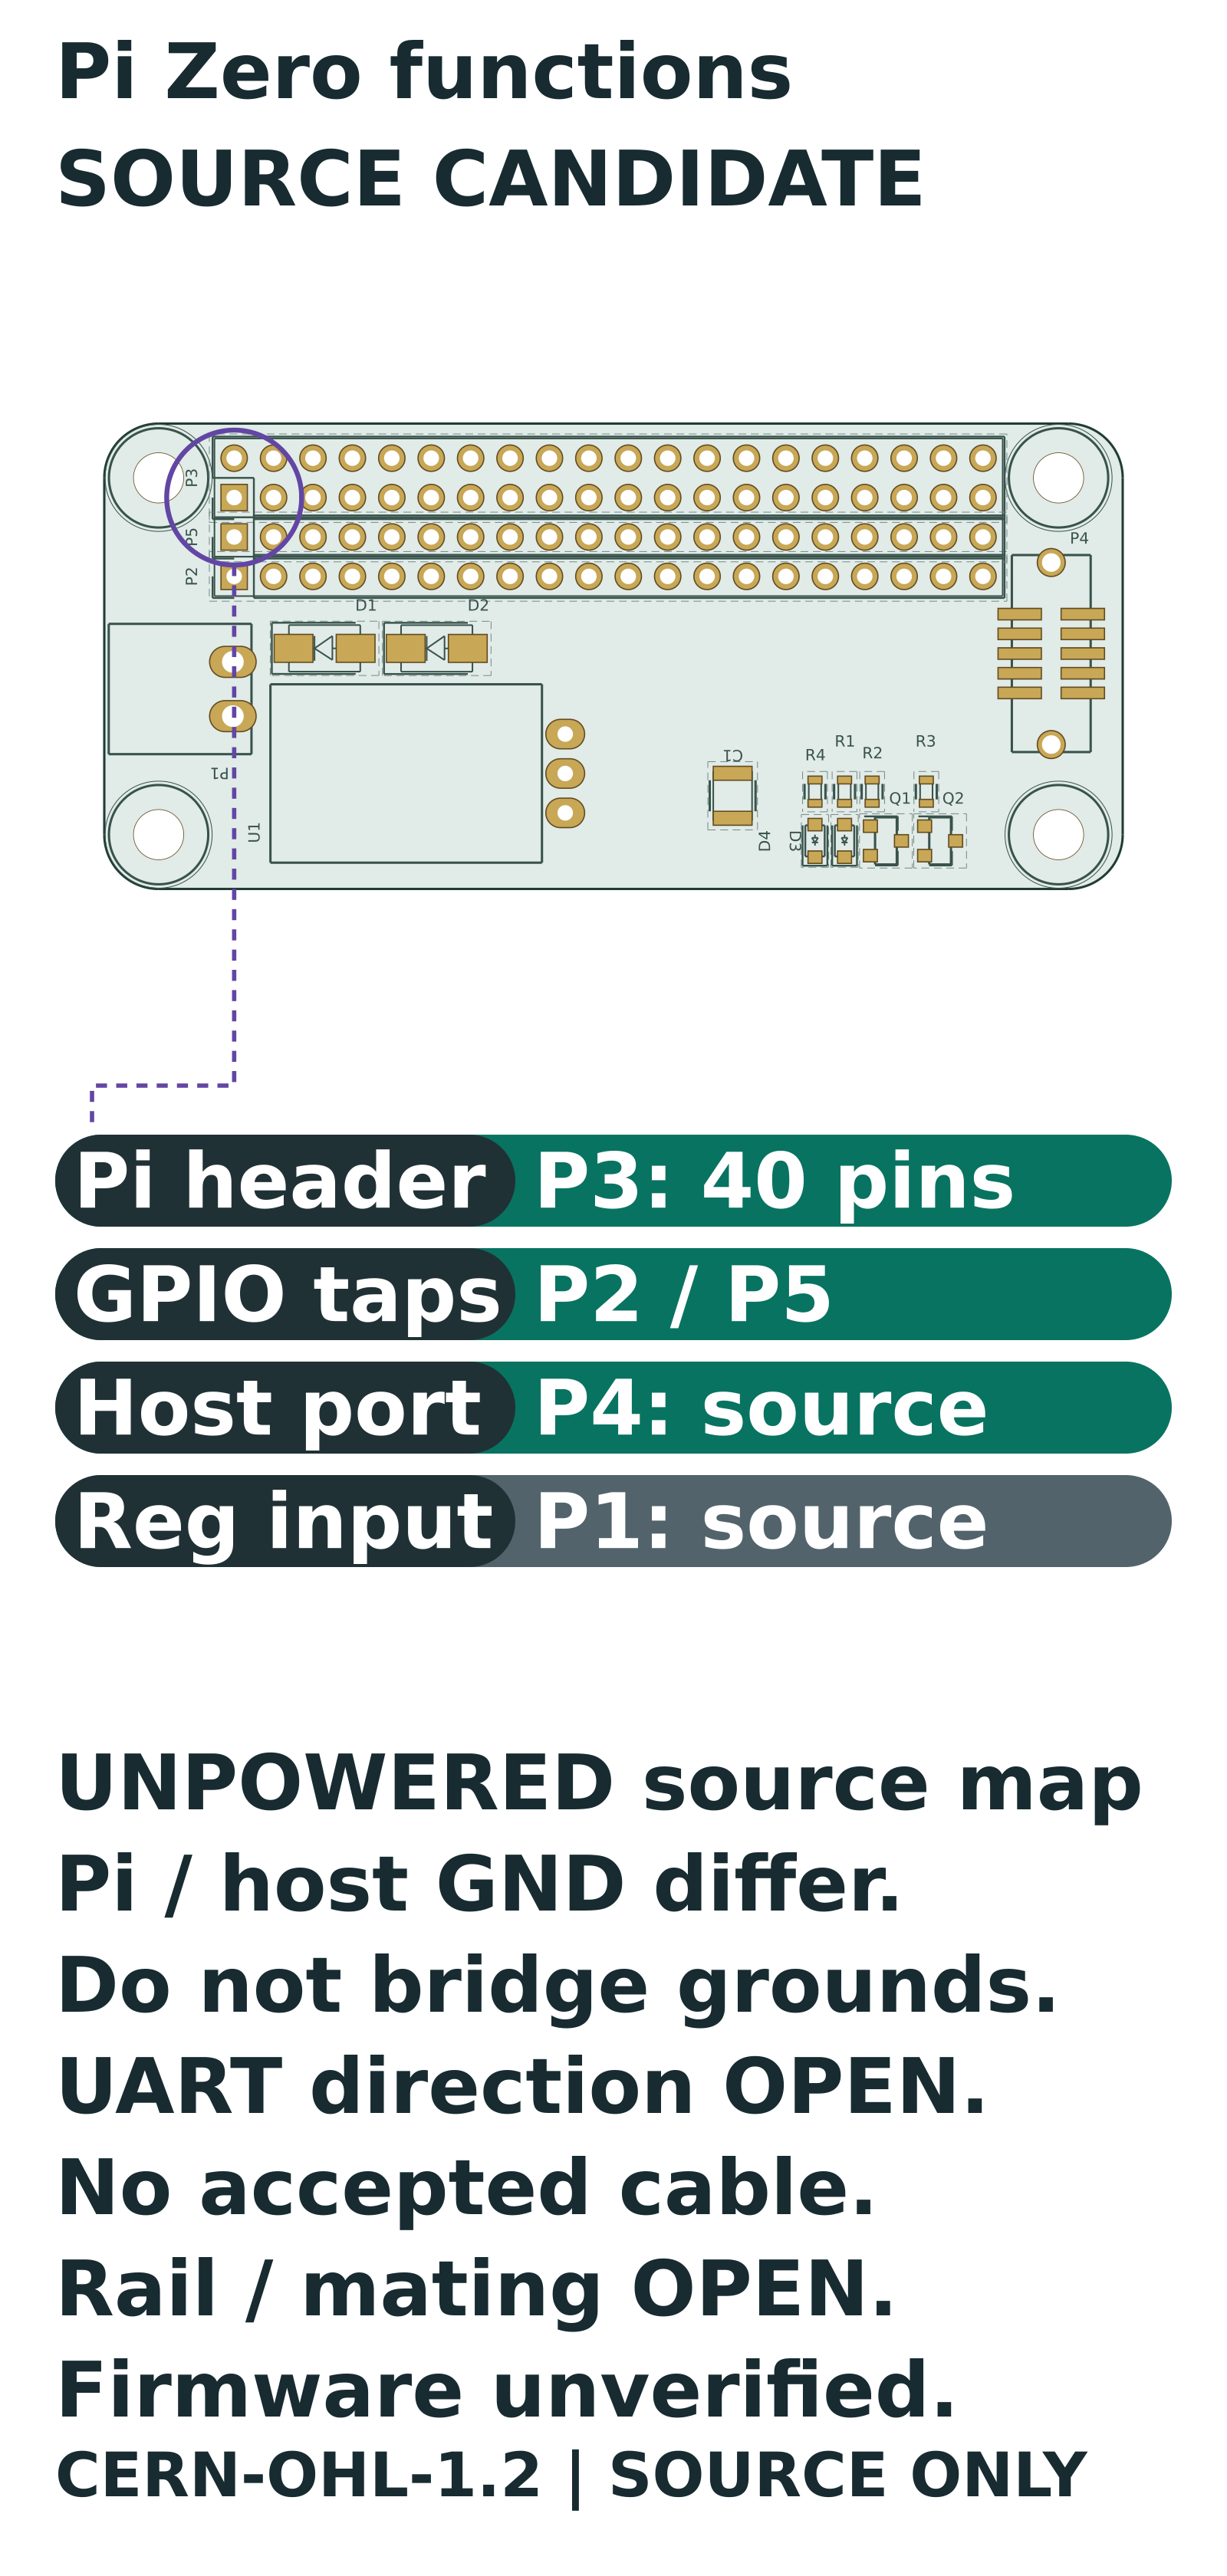 Pi Zero functions
SOURCE CANDIDATE
P3
P5
P2
P4
D1 D2
P1
U1
C1
D4
D3
R4
R1
R2
R3
Q1
Q2
Pi header P3: 40 pins
GPIO taps P2 / P5
Host port P4: source
Reg input P1: source
UNPOWERED source map
Pi / host GND differ.
Do not bridge grounds.
UART direction OPEN.
No accepted cable.
Rail / mating OPEN.
Firmware unverified.
CERN-OHL-1.2 | SOURCE ONLY